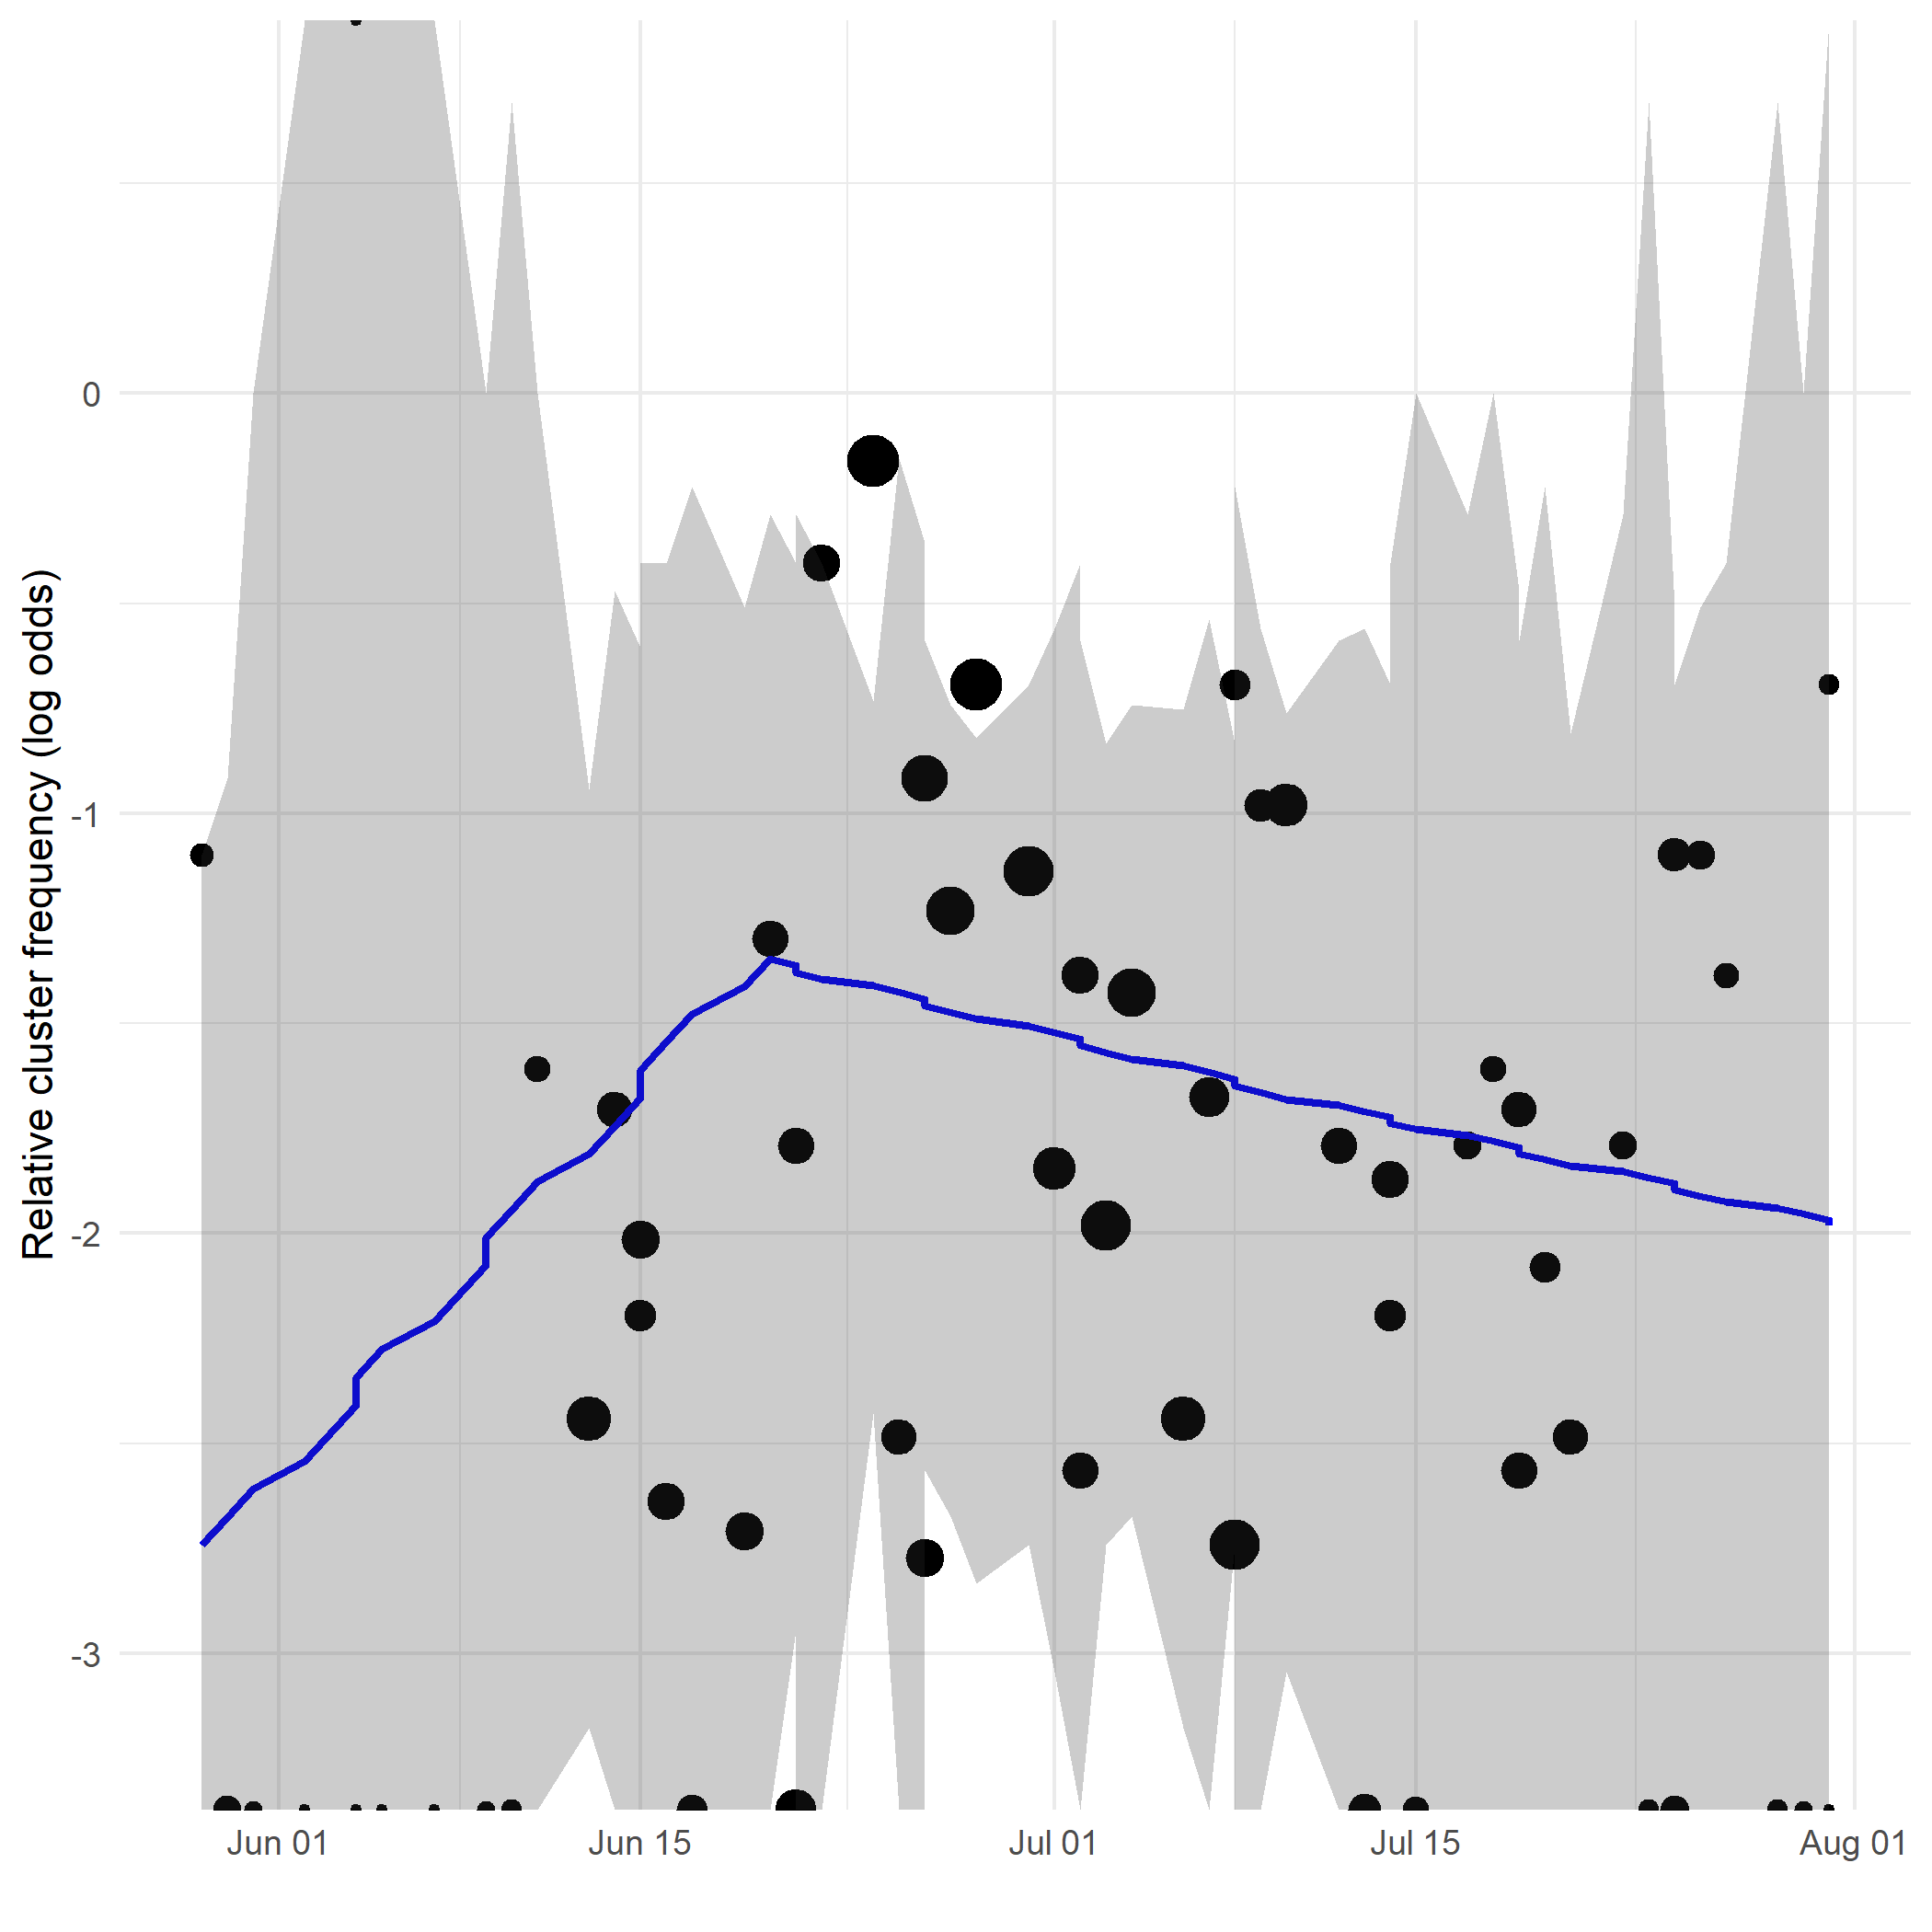 Relative cluster frequency (log odds)
0
-1
-2
-3
Jun 01
Jun 15
Jul 01
Jul 15
Aug 01